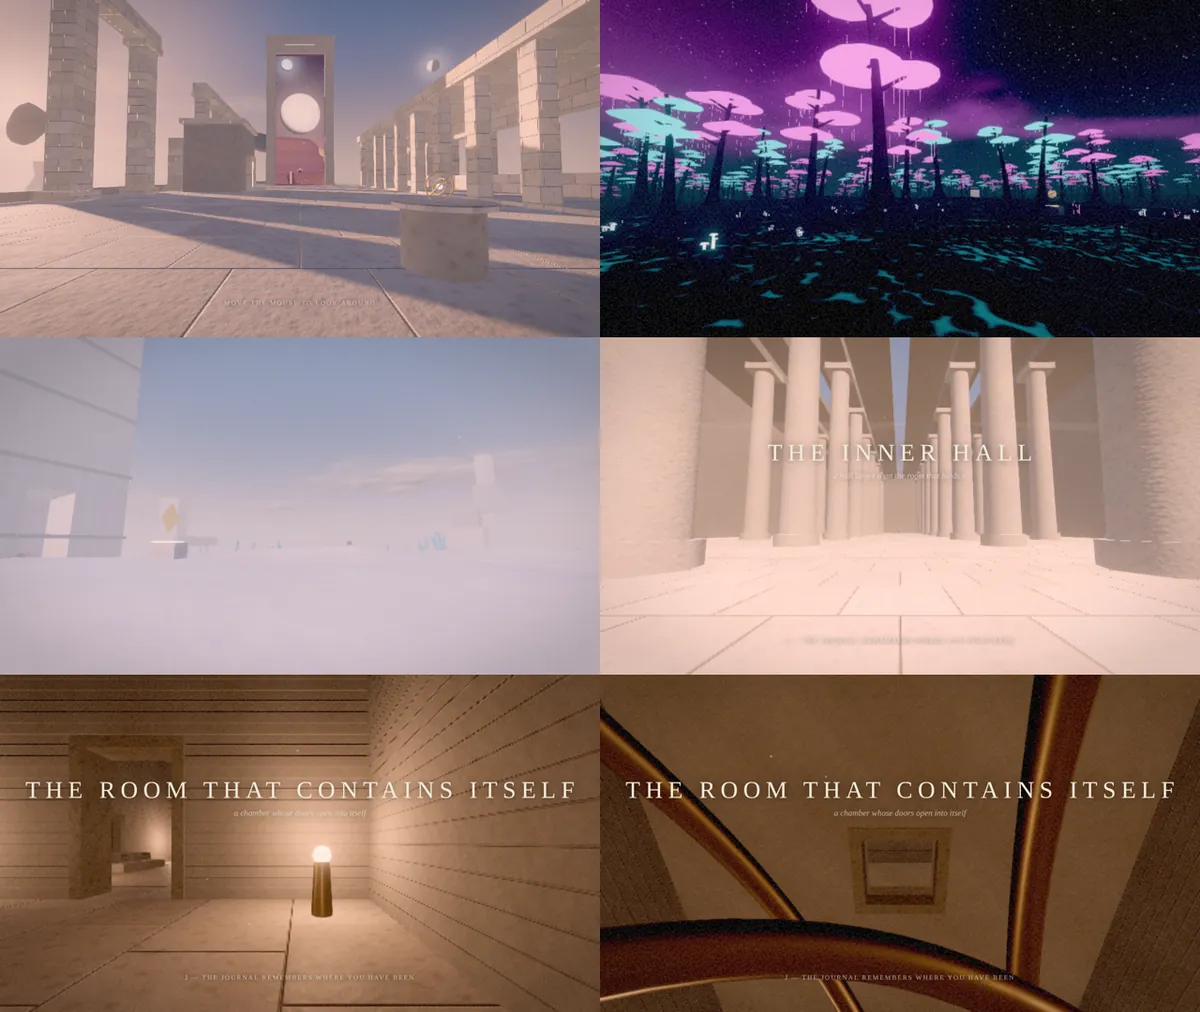 MOVE THE MOUSE TO LOOK AROUND
THE INNER HALL
THE ROOM THAT CONTAINS ITSELF
a chamber whose doors open into itself
J — THE JOURNAL REMEMBERS WHERE YOU HAVE BEEN
THE ROOM THAT CONTAINS ITSELF
a chamber whose doors open into itself
J — THE JOURNAL REMEMBERS WHERE YOU HAVE BEEN